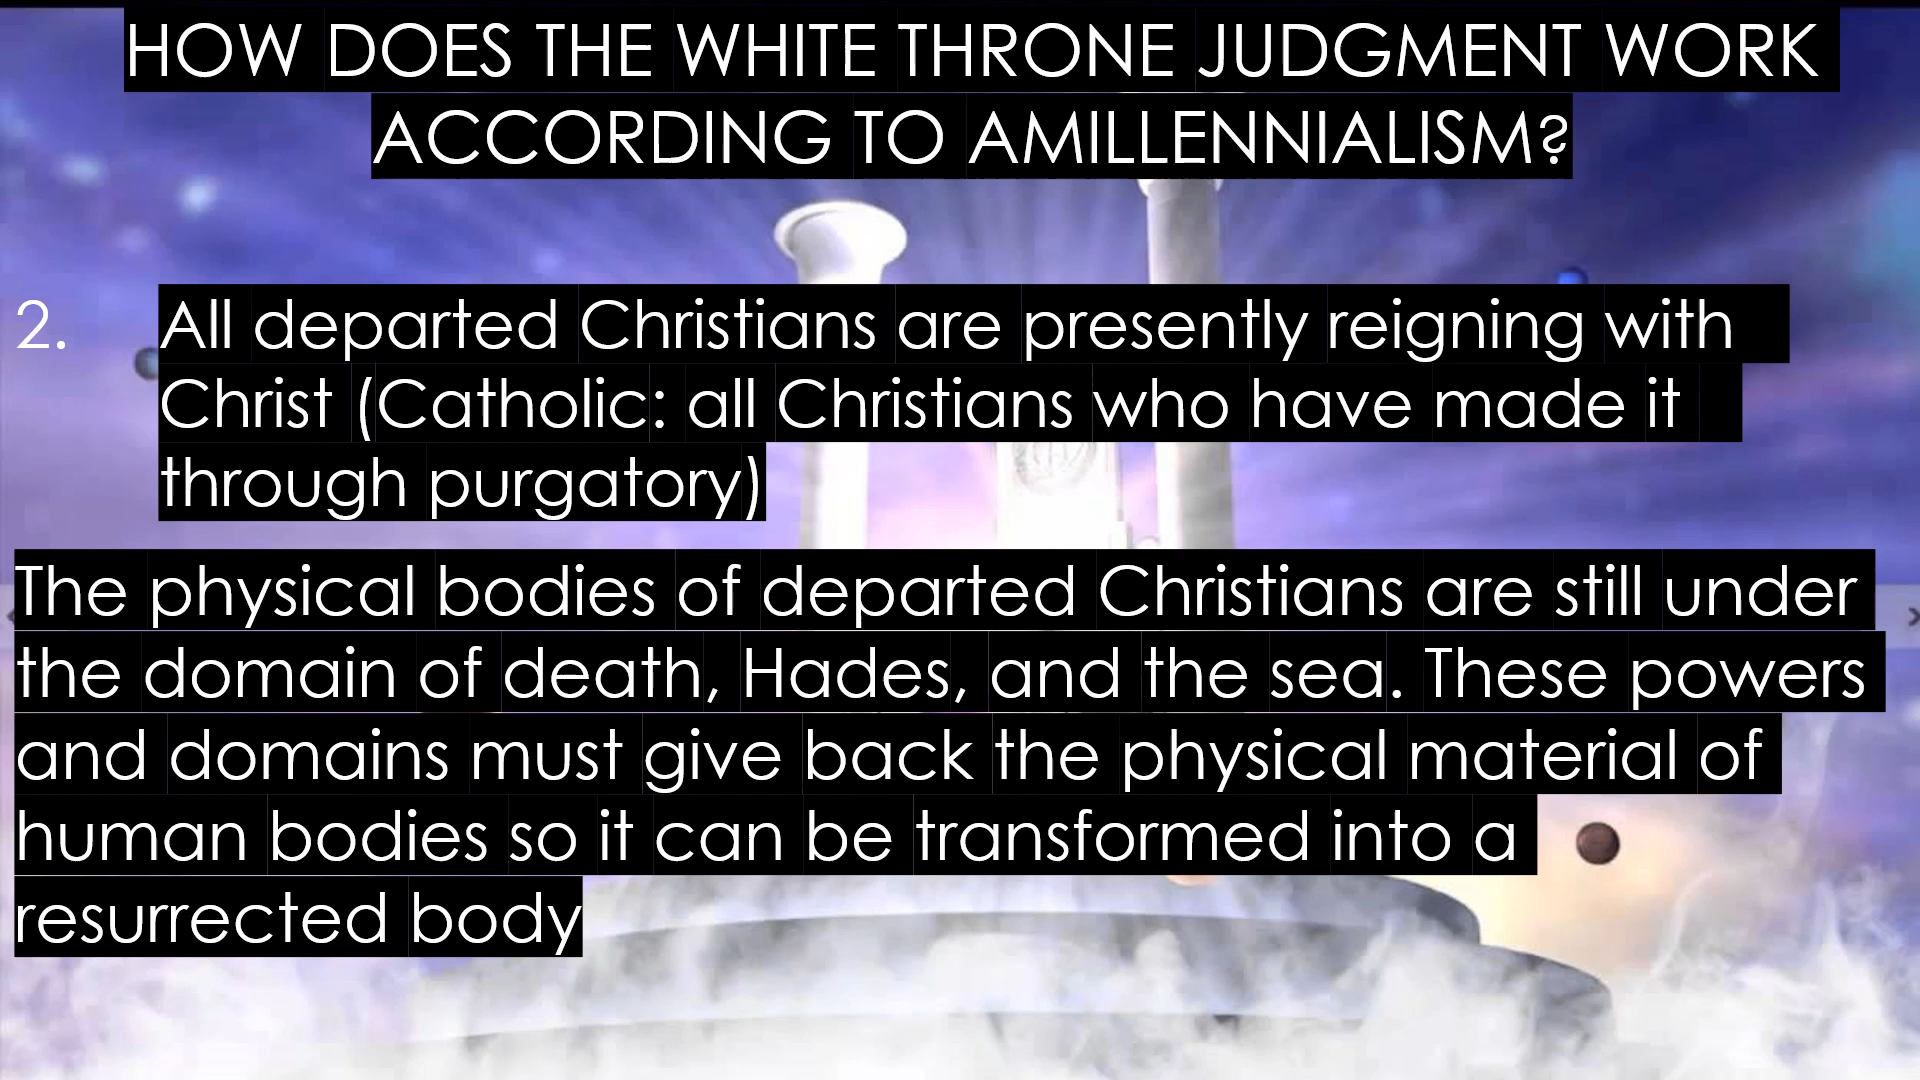 HOW DOES THE WHITE THRONE JUDGMENT WORK
ACCORDING TO AMILLENNIALISM?
2. All departed Christians are presently reigning with
Christ (Catholic: all Christians who have made it
through purgatory)
The physical bodies of departed Christians are still under
the domain of death, Hades, and the sea. These powers
and domains must give back the physical material of
human bodies so it can be transformed into a
resurrected body